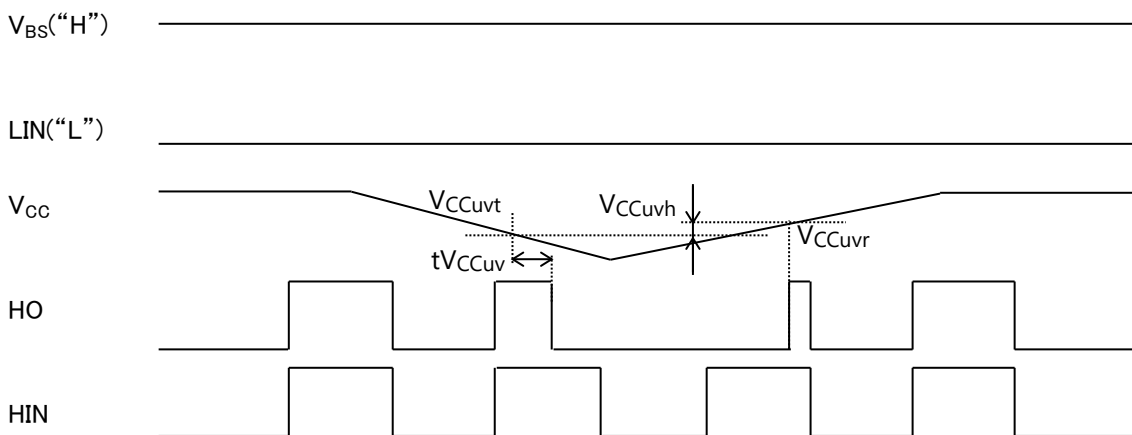 VBS(“H”)
LIN(“L”)
VCC
VCCuvt
VCCuvh
VCCuvr
tVCCuv
HO
HIN